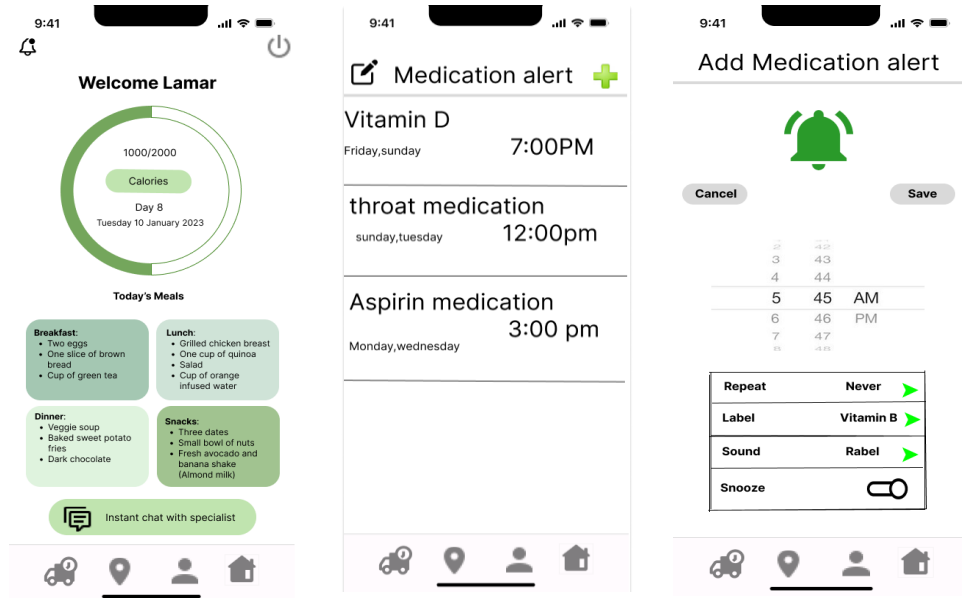 9:41
Welcome Lamar
1000/2000
Calories
Day 8
Tuesday 10 January 2023
Today's Meals
Breakfast:
• Two eggs
• One slice of brown
bread
• Cup of green tea
Lunch:
• Grilled chicken breast
• One cup of quinoa
• Salad
• Cup of orange
infused water
Dinner:
• Veggie soup
• Baked sweet potato
fries
• Dark chocolate
Snacks:
• Three dates
• Small bowl of nuts
• Fresh avocado and
banana shake
(Almond milk)
Instant chat with specialist
9:41
Medication alert
Vitamin D
Friday,sunday 7:00PM
throat medication
sunday,tuesday 12:00pm
Aspirin medication
3:00 pm
Monday,wednesday
9:41
Add Medication alert
Cancel Save
2 42
3 43
4 44
5 45 AM
6 46 PM
7 47
8 48
Repeat Never
Label Vitamin B
Sound Rabel
Snooze